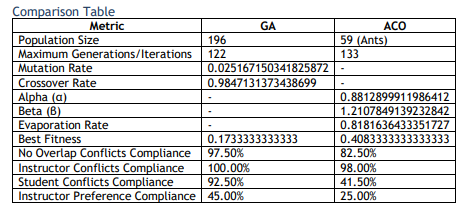 Comparison Table
Metric GA ACO
Population Size 196 59 (Ants)
Maximum Generations/Iterations 122 133
Mutation Rate 0.025167150341825872 -
Crossover Rate 0.9847131373438699 -
Alpha (α) - 0.8812899911986412
Beta (β) - 1.2107849139232842
Evaporation Rate - 0.8181636433351727
Best Fitness 0.1733333333333 0.4083333333333333
No Overlap Conflicts Compliance 97.50% 82.50%
Instructor Conflicts Compliance 100.00% 98.00%
Student Conflicts Compliance 92.50% 41.50%
Instructor Preference Compliance 45.00% 25.00%